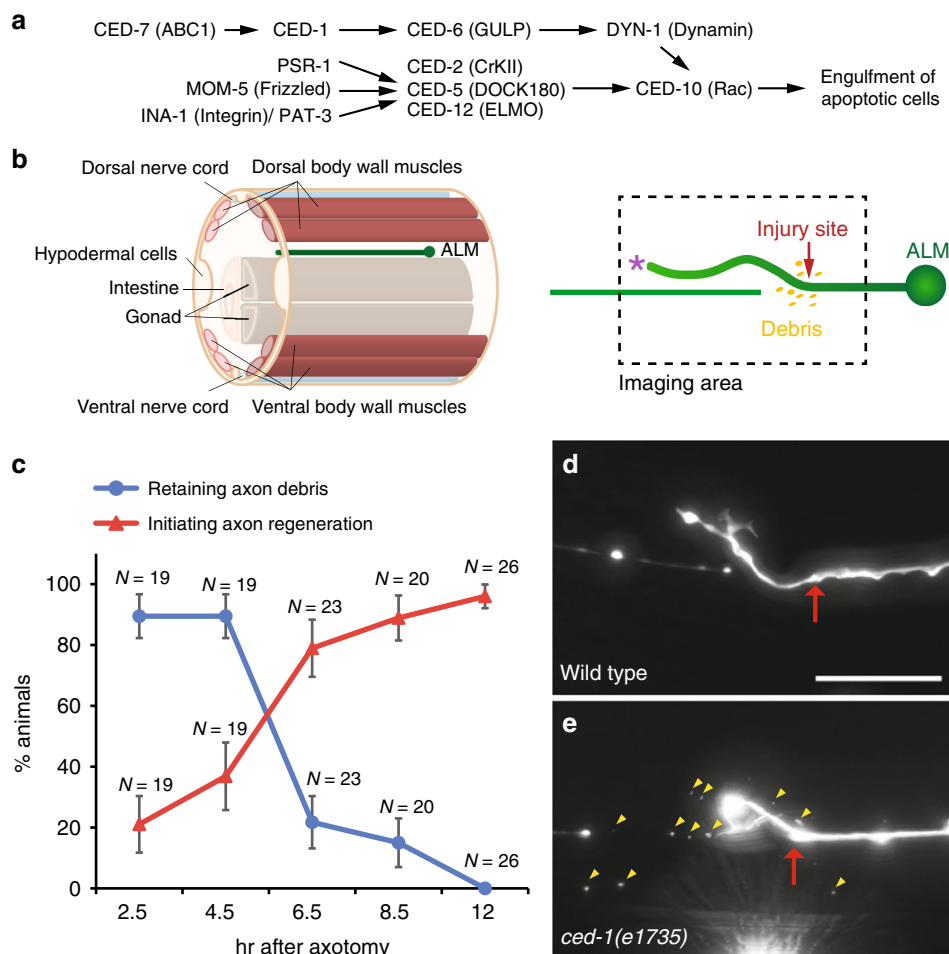 a
CED-7 (ABC1) CED-1 CED-6 (GULP) DYN-1 (Dynamin)
PSR-1 CED-2 (CrKII)
MOM-5 (Frizzled) CED-5 (DOCK180) CED-10 (Rac) Engulfment of
INA-1 (Integrin)/ PAT-3 CED-12 (ELMO) apoptotic cells
b
Dorsal nerve cord Dorsal body wall muscles
Hypodermal cells
Intestine
Gonad
ALM
Ventral nerve cord Ventral body wall muscles
Injury site
ALM
*
Debris
Imaging area
c
Retaining axon debris
Initiating axon regeneration
% animals
100
80
60
40
20
0
N = 19
N = 19
N = 23
N = 20
N = 26
N = 19
N = 19
N = 23
N = 20
N = 26
2.5 4.5 6.5 8.5 12
hr after axotomy
d
Wild type
e
ced-1(e1735)